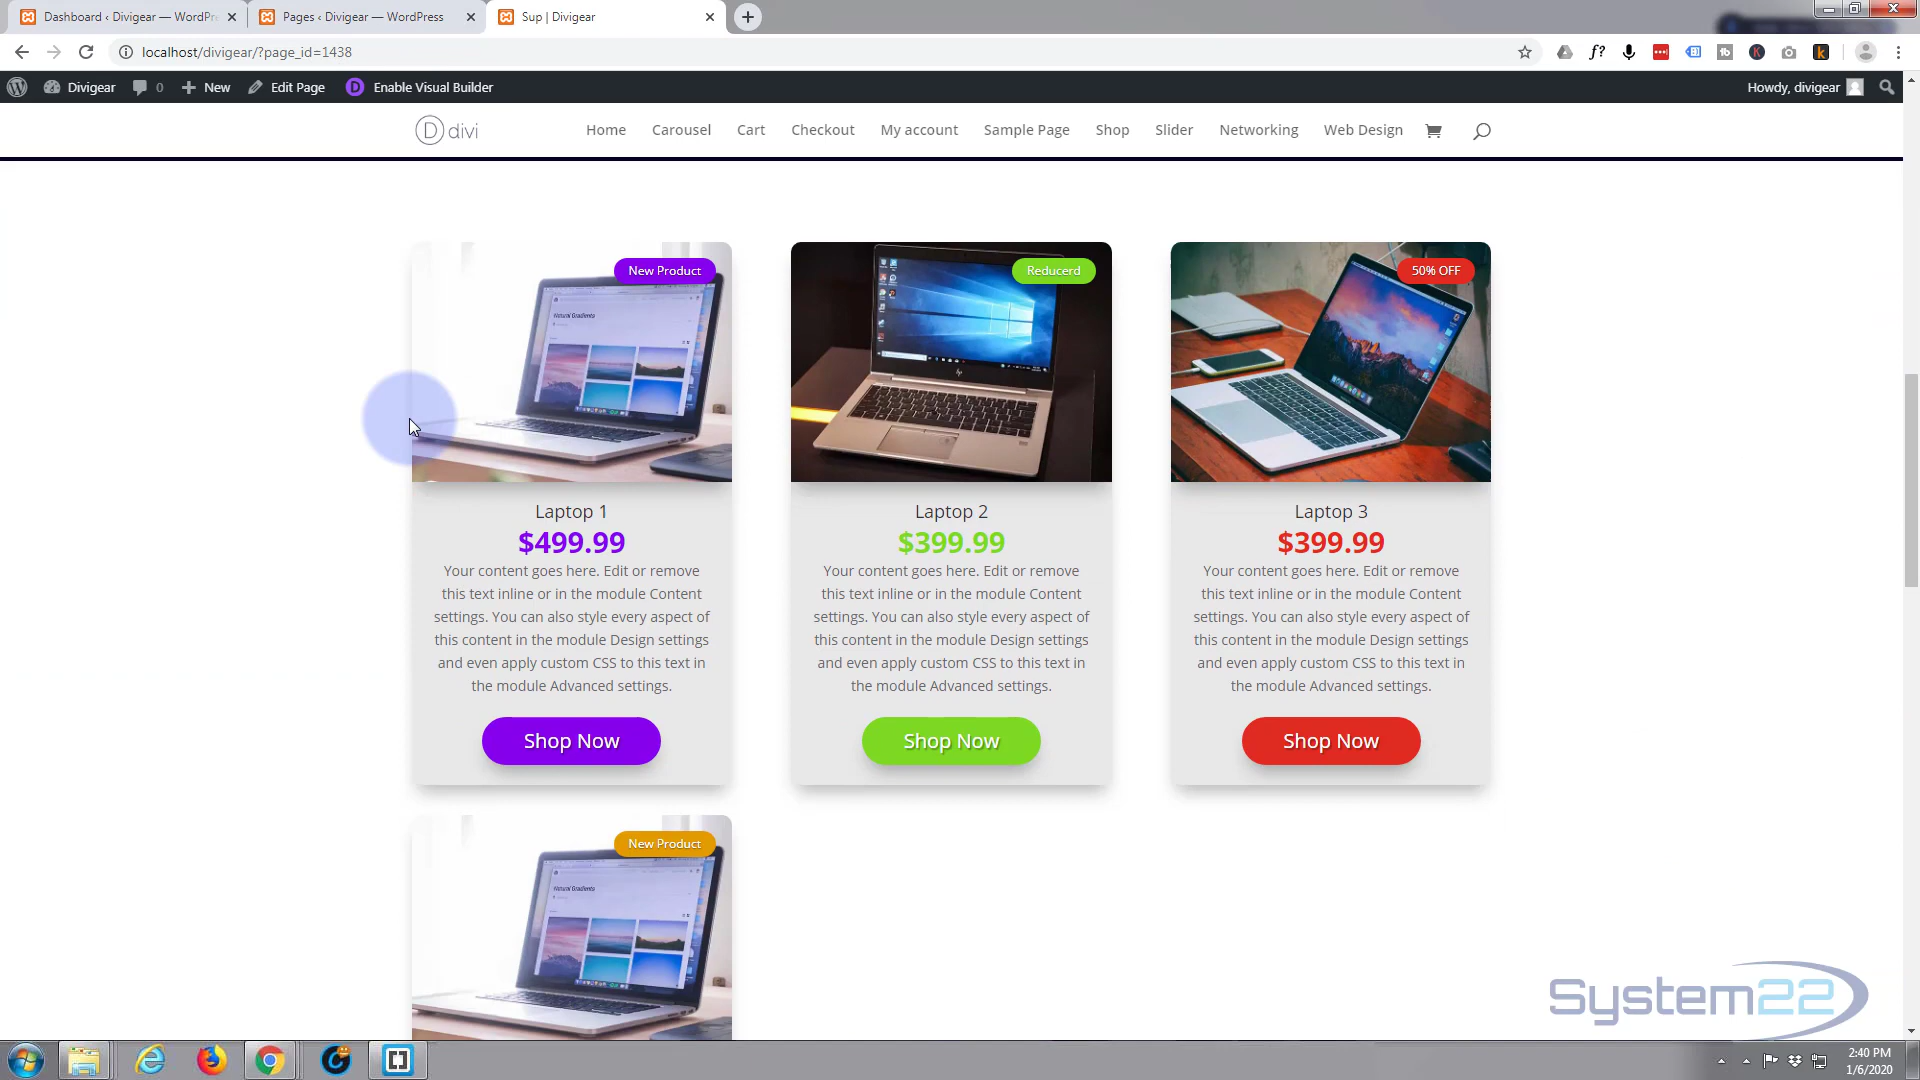 Dashboard ‹ Divigear — WordPre
Pages ‹ Divigear — WordPress
Sup | Divigear
localhost/divigear/?page_id=1438
Divigear
0
New
Edit Page
Enable Visual Builder
Howdy, divigear
D divi
Home
Carousel
Cart
Checkout
My account
Sample Page
Shop
Slider
Networking
Web Design
New Product
Reducerd
50% OFF
Natural Gradients
Laptop 1
$499.99
Your content goes here. Edit or remove
this text inline or in the module Content
settings. You can also style every aspect of
this content in the module Design settings
and even apply custom CSS to this text in
the module Advanced settings.
Shop Now
Laptop 2
$399.99
Your content goes here. Edit or remove
this text inline or in the module Content
settings. You can also style every aspect of
this content in the module Design settings
and even apply custom CSS to this text in
the module Advanced settings.
Shop Now
Laptop 3
$399.99
Your content goes here. Edit or remove
this text inline or in the module Content
settings. You can also style every aspect of
this content in the module Design settings
and even apply custom CSS to this text in
the module Advanced settings.
Shop Now
New Product
Natural Gradients
System22
2:40 PM
1/6/2020